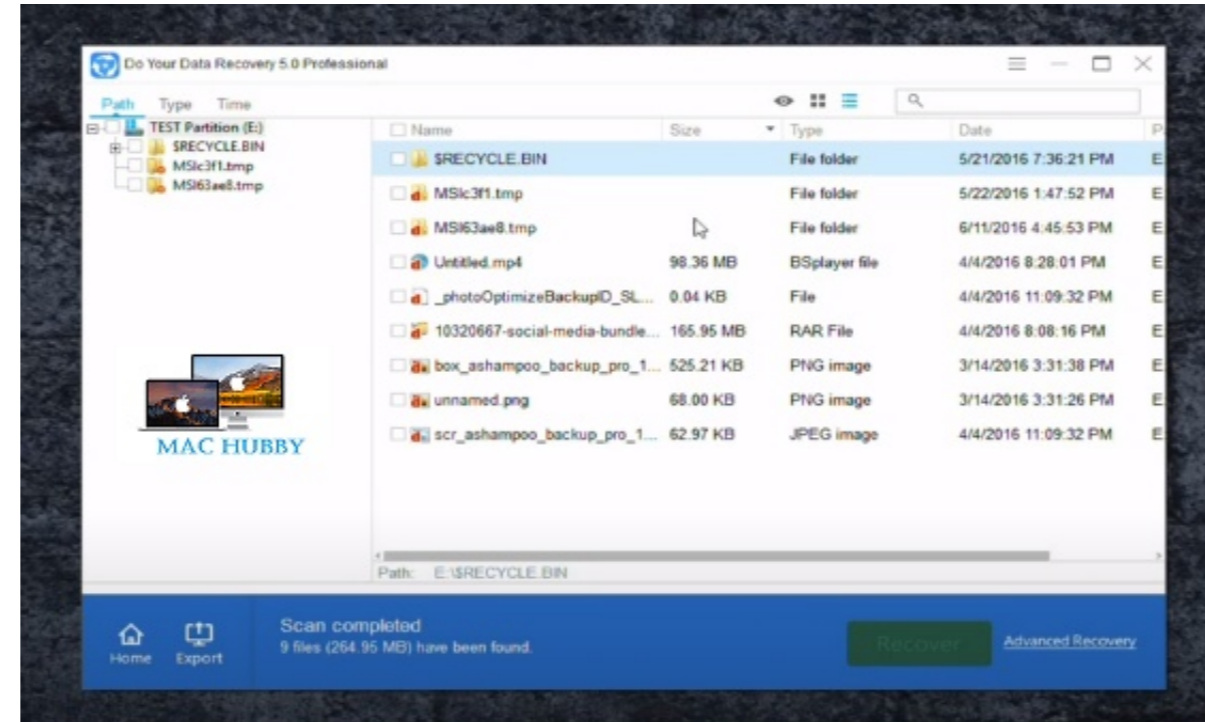 Do Your Data Recovery 5.0 Professional
Path Type Time
TEST Partition (E:)
$RECYCLE.BIN
MSIc3f1.tmp
MSI63ae8.tmp
MAC HUBBY
Name Size Type Date P
$RECYCLE.BIN File folder 5/21/2016 7:36:21 PM E
MSIc3f1.tmp File folder 5/22/2016 1:47:52 PM E
MSI63ae8.tmp File folder 6/11/2016 4:45:53 PM E
Untitled.mp4 98.36 MB BSplayer file 4/4/2016 8:28:01 PM E
_photoOptimizeBackupID_SL... 0.04 KB File 4/4/2016 11:09:32 PM E
10320667-social-media-bundle... 165.95 MB RAR File 4/4/2016 8:08:16 PM E
box_ashampoo_backup_pro_1... 525.21 KB PNG image 3/14/2016 3:31:38 PM E
unnamed.png 68.00 KB PNG image 3/14/2016 3:31:26 PM E
scr_ashampoo_backup_pro_1... 62.97 KB JPEG image 4/4/2016 11:09:32 PM E
Path: E:\$RECYCLE.BIN
Home Export
Scan completed
9 files (264.95 MB) have been found.
Recover Advanced Recovery